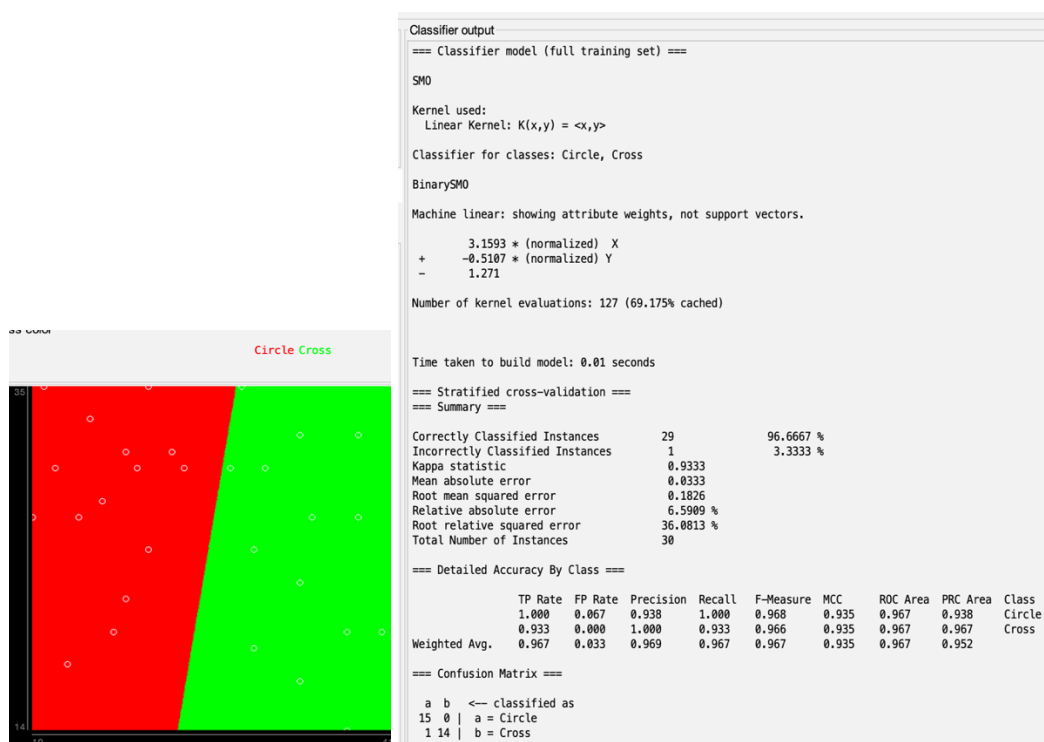 Circle Cross
35
14
Classifier output
=== Classifier model (full training set) ===
SMO
Kernel used:
Linear Kernel: K(x,y) = <x,y>
Classifier for classes: Circle, Cross
BinarySMO
Machine linear: showing attribute weights, not support vectors.
3.1593 * (normalized) X
+ -0.5107 * (normalized) Y
- 1.271
Number of kernel evaluations: 127 (69.175% cached)
Time taken to build model: 0.01 seconds
=== Stratified cross-validation ===
=== Summary ===
Correctly Classified Instances 29 96.6667 %
Incorrectly Classified Instances 1 3.3333 %
Kappa statistic 0.9333
Mean absolute error 0.0333
Root mean squared error 0.1826
Relative absolute error 6.5909 %
Root relative squared error 36.0813 %
Total Number of Instances 30
=== Detailed Accuracy By Class ===
TP Rate FP Rate Precision Recall F-Measure MCC ROC Area PRC Area Class
1.000 0.067 0.938 1.000 0.968 0.935 0.967 0.938 Circle
0.933 0.000 1.000 0.933 0.966 0.935 0.967 0.967 Cross
Weighted Avg. 0.967 0.033 0.969 0.967 0.967 0.935 0.967 0.952
=== Confusion Matrix ===
a b <-- classified as
15 0 | a = Circle
1 14 | b = Cross